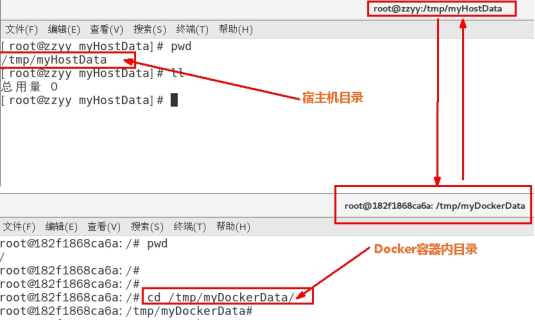 root@zzyy:/tmp/myHostData
文件(F) 编辑(E) 查看(V) 搜索(S) 终端(T) 帮助(H)
[root@zzyy myHostData]# pwd
/tmp/myHostData
[root@zzyy myHostData]# ll
总用量 0
[root@zzyy myHostData]#
宿主机目录
root@182f1868ca6a: /tmp/myDockerData
文件(F) 编辑(E) 查看(V) 搜索(S) 终端(T) 帮助(H)
root@182f1868ca6a:/# pwd
/
root@182f1868ca6a:/#
root@182f1868ca6a:/#
root@182f1868ca6a:/# cd /tmp/myDockerData/
root@182f1868ca6a:/tmp/myDockerData#
Docker容器内目录